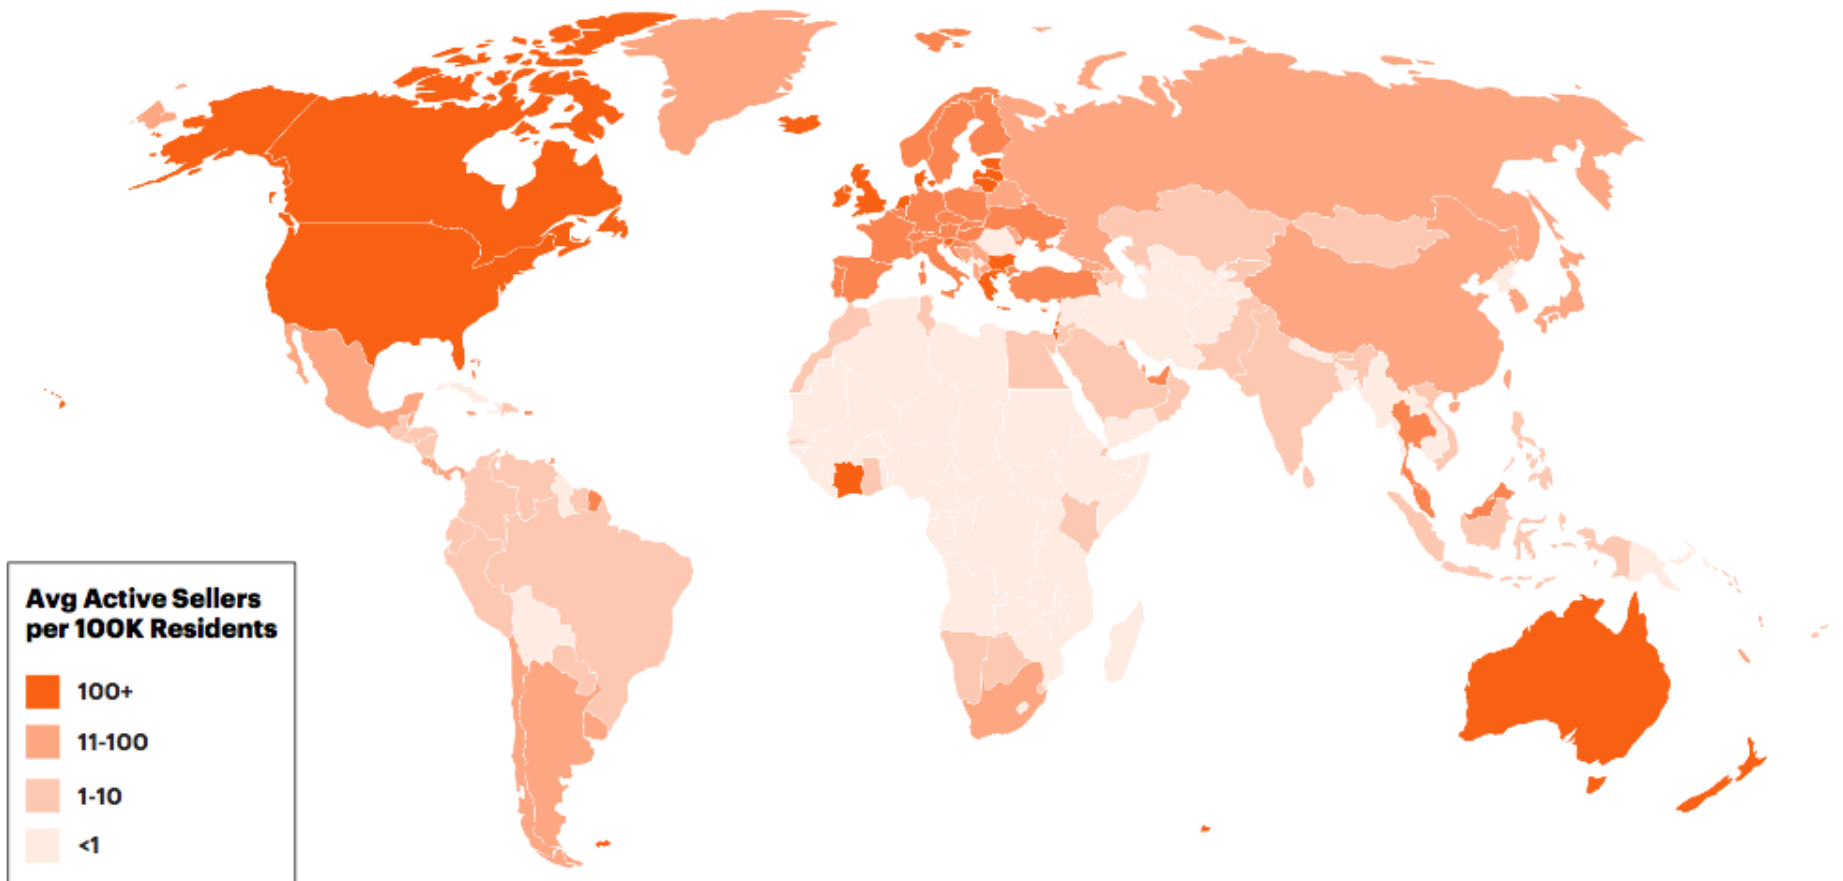 Avg Active Sellers
per 100K Residents
100+
11-100
1-10
<1